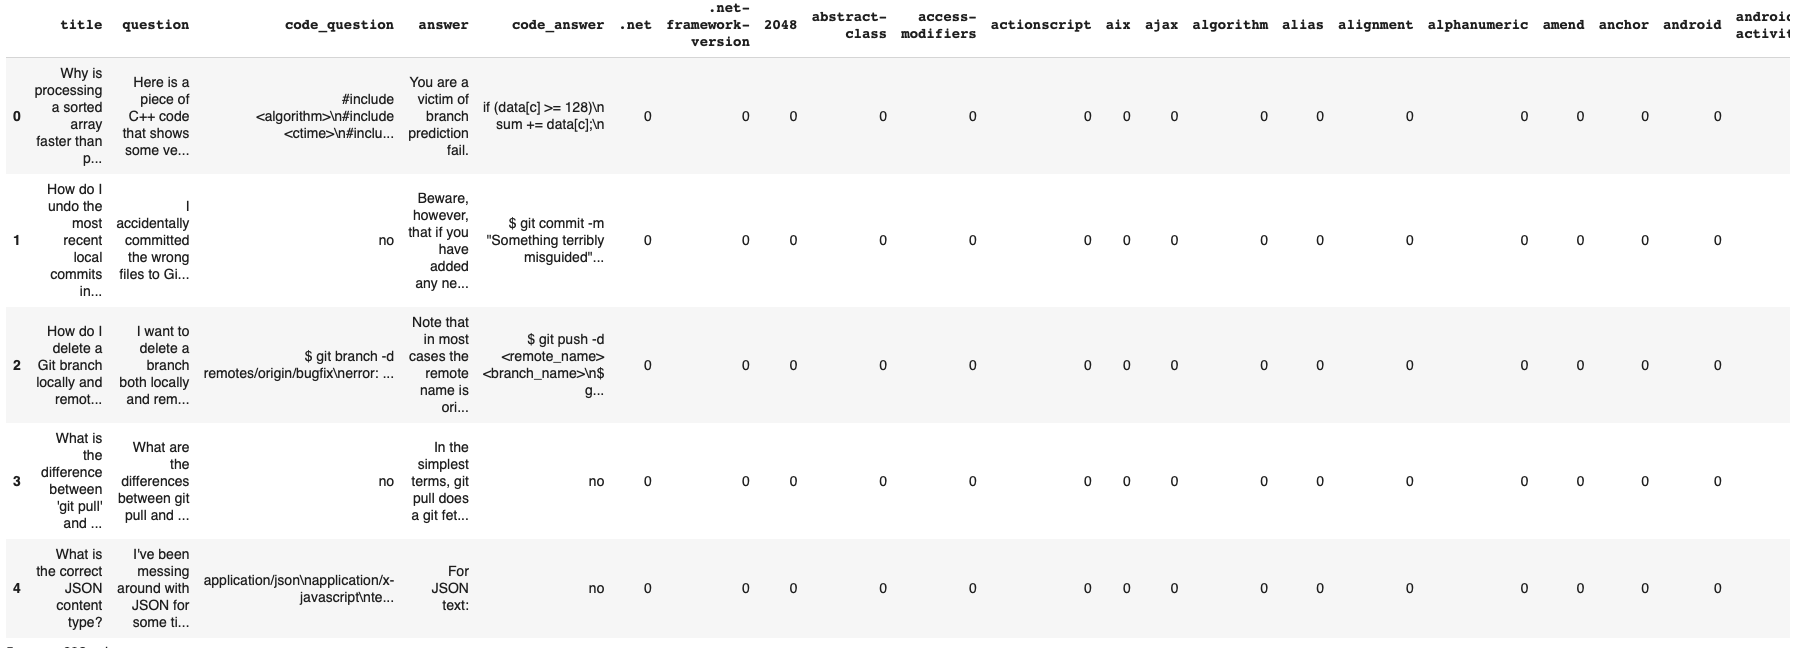 title question code_question answer code_answer .net .net-framework-version 2048 abstract-class access-modifiers actionscript aix ajax algorithm alias alignment alphanumeric amend anchor android
0 Why is processing a sorted array faster than p... Here is a piece of C++ code that shows some ve... #include <algorithm>\n#include <ctime>\n#inclu... You are a victim of branch prediction fail. if (data[c] >= 128)\n sum += data[c];\n 0 0 0 0 0 0 0 0 0 0 0 0 0 0 0
1 How do I undo the most recent local commits in... I accidentally committed the wrong files to Gi... no Beware, however, that if you have added any ne... $ git commit -m "Something terribly misguided"... 0 0 0 0 0 0 0 0 0 0 0 0 0 0 0
2 How do I delete a Git branch locally and remot... I want to delete a branch both locally and rem... $ git branch -d remotes/origin/bugfix\nerror: ... Note that in most cases the remote name is ori... $ git push -d <remote_name> <branch_name>\n$ g... 0 0 0 0 0 0 0 0 0 0 0 0 0 0 0
3 What is the difference between 'git pull' and ... What are the differences between git pull and ... no In the simplest terms, git pull does a git fet... no 0 0 0 0 0 0 0 0 0 0 0 0 0 0 0
4 What is the correct JSON content type? I've been messing around with JSON for some ti... application/json\napplication/x-javascript\nte... For JSON text: no 0 0 0 0 0 0 0 0 0 0 0 0 0 0 0